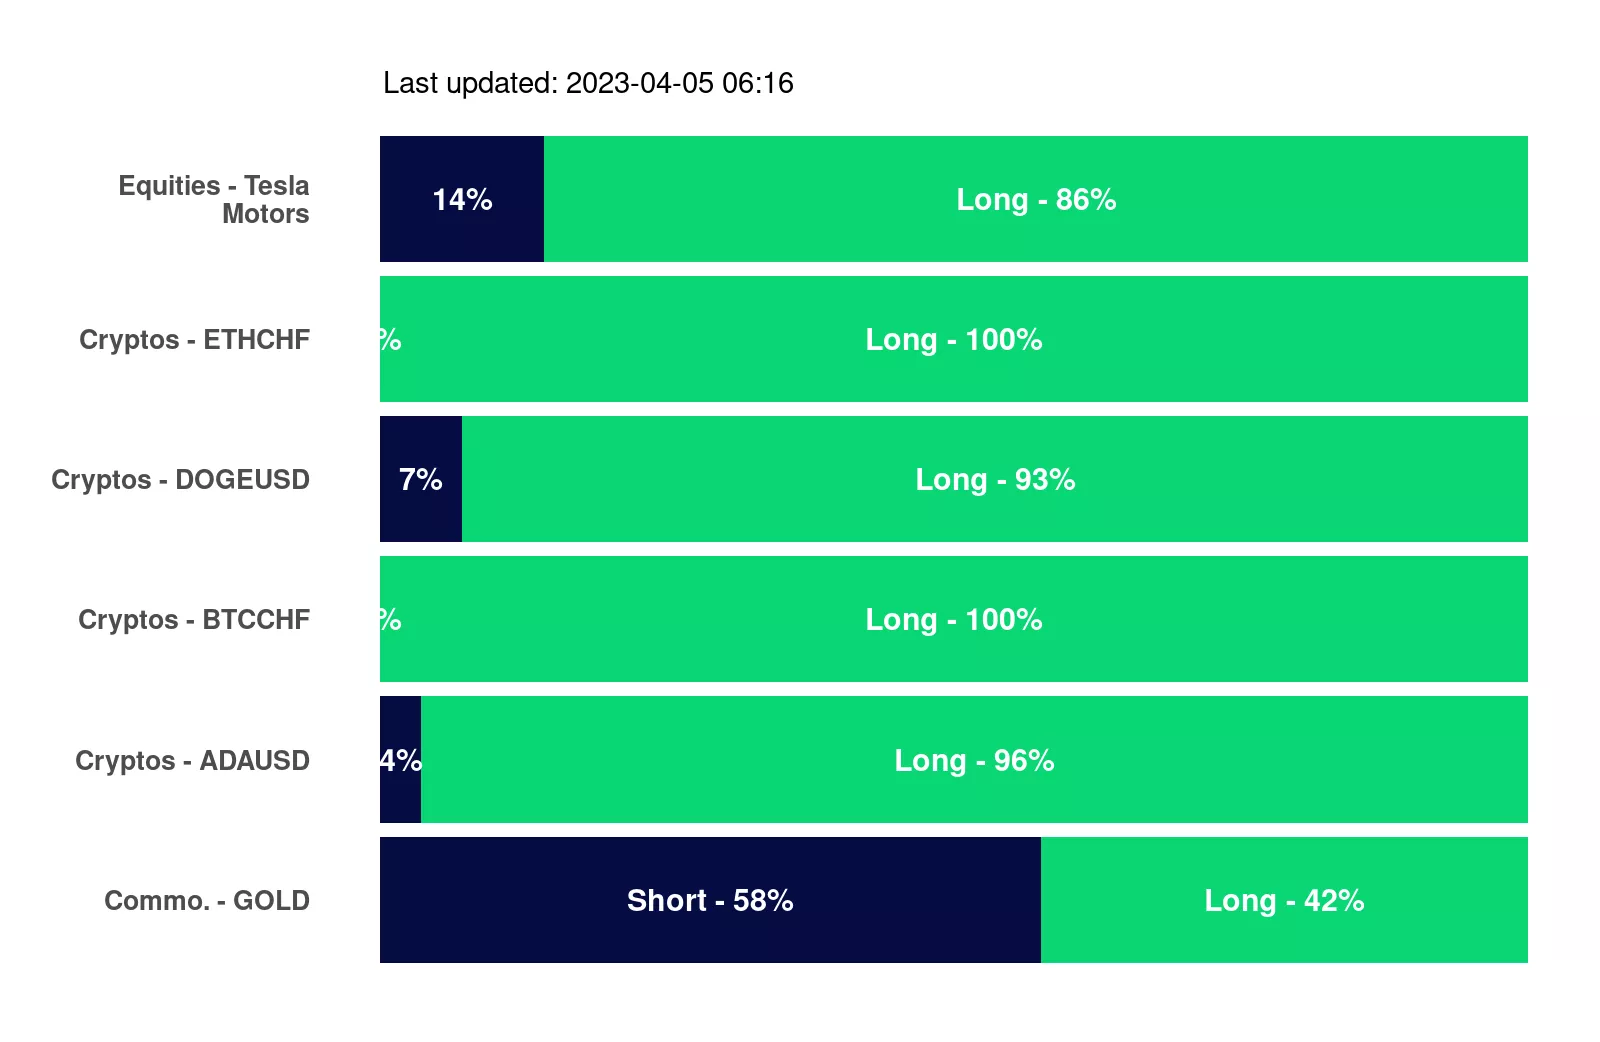 Last updated: 2023-04-05 06:16
Equities - Tesla
Motors
14%
Long - 86%
Cryptos - ETHCHF
%
Long - 100%
Cryptos - DOGEUSD
7%
Long - 93%
Cryptos - BTCCHF
%
Long - 100%
Cryptos - ADAUSD
4%
Long - 96%
Commo. - GOLD
Short - 58%
Long - 42%